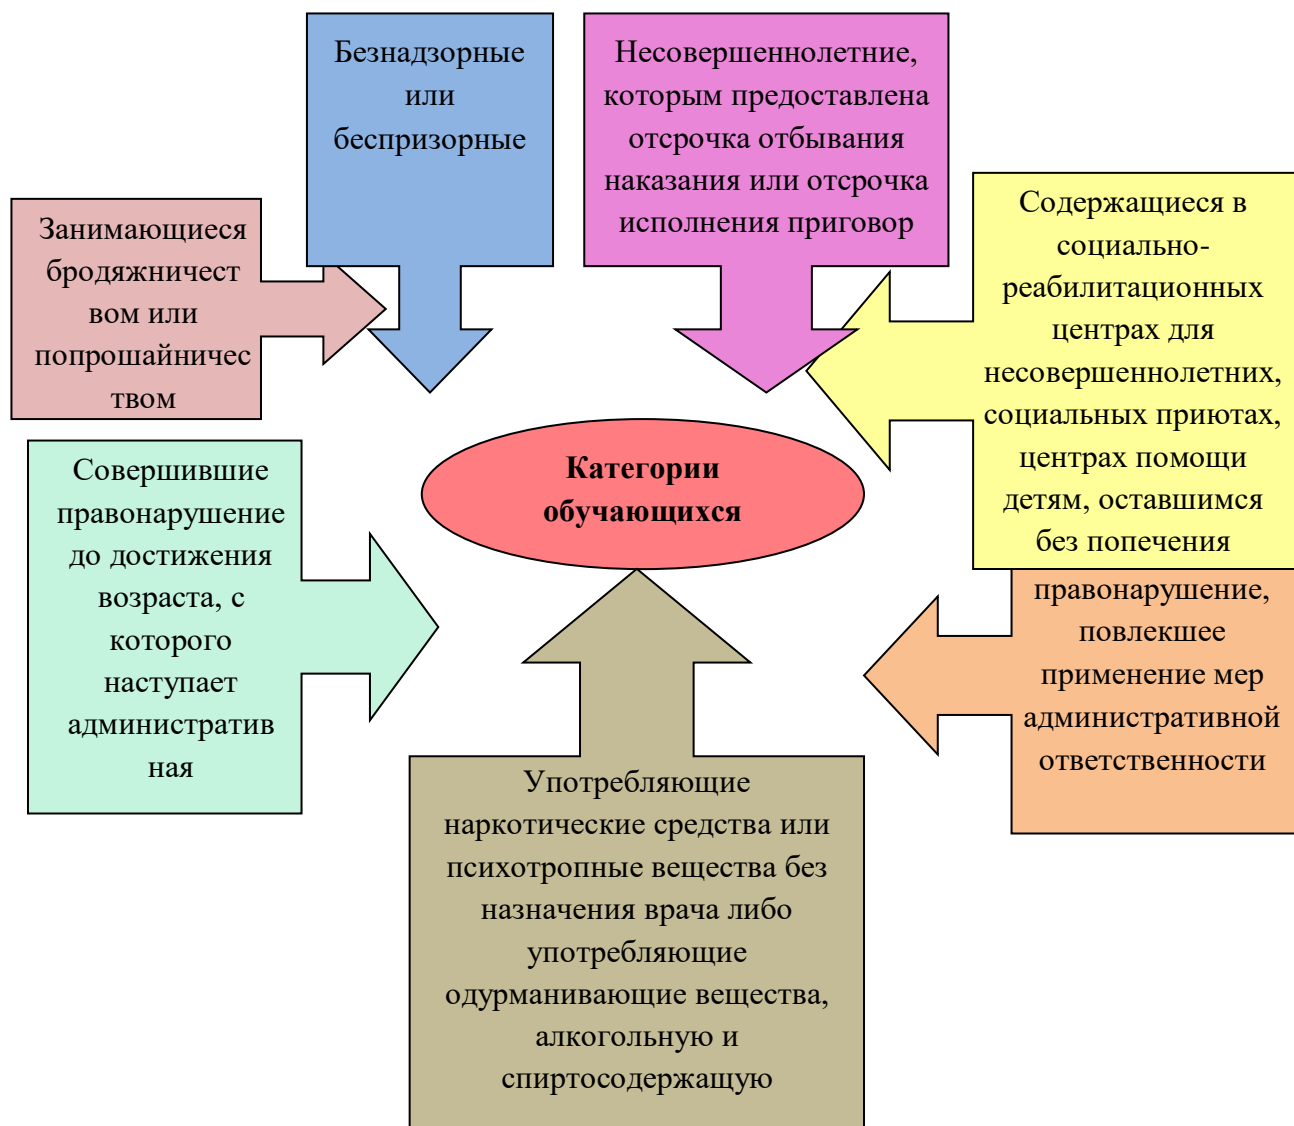 Безнадзорные
или
беспризорные
Несовершеннолетние,
которым предоставлена
отсрочка отбывания
наказания или отсрочка
исполнения приговор
Занимающиеся
бродяжничест
вом или
попрошайничес
твом
Содержащиеся в
социально-
реабилитационных
центрах для
несовершеннолетних,
социальных приютах,
центрах помощи
детям, оставшимся
без попечения
Категории
обучающихся
Совершившие
правонарушение
до достижения
возраста, с
которого
наступает
административ
ная
правонарушение,
повлекшее
применение мер
административной
ответственности
Употребляющие
наркотические средства или
психотропные вещества без
назначения врача либо
употребляющие
одурманивающие вещества,
алкогольную и
спиртосодержащую